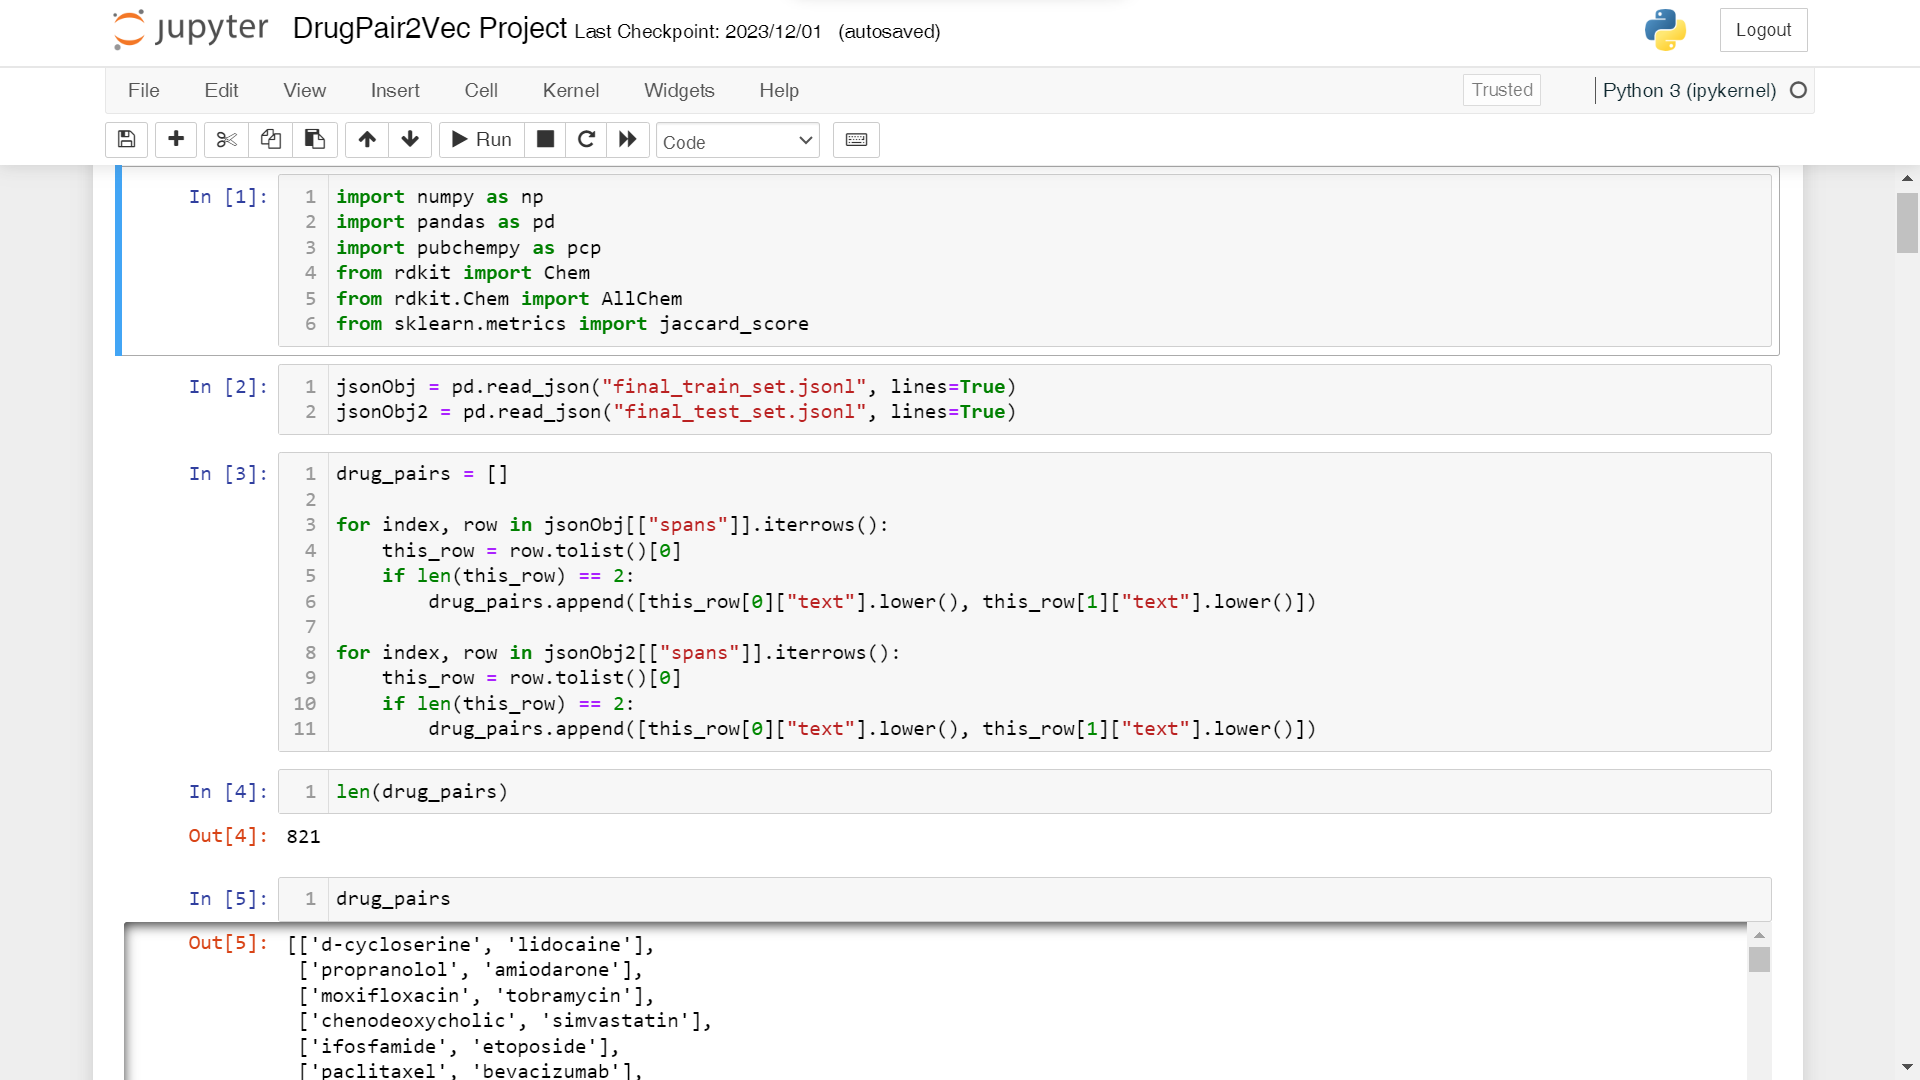 jupyter DrugPair2Vec Project Last Checkpoint: 2023/12/01 (autosaved) Logout
File Edit View Insert Cell Kernel Widgets Help Trusted Python 3 (ipykernel)
Run Code
In [1]:
1 import numpy as np
2 import pandas as pd
3 import pubchempy as pcp
4 from rdkit import Chem
5 from rdkit.Chem import AllChem
6 from sklearn.metrics import jaccard_score
In [2]:
1 jsonObj = pd.read_json("final_train_set.jsonl", lines=True)
2 jsonObj2 = pd.read_json("final_test_set.jsonl", lines=True)
In [3]:
1 drug_pairs = []
2
3 for index, row in jsonObj[["spans"]].iterrows():
4     this_row = row.tolist()[0]
5     if len(this_row) == 2:
6         drug_pairs.append([this_row[0]["text"].lower(), this_row[1]["text"].lower()])
7
8 for index, row in jsonObj2[["spans"]].iterrows():
9     this_row = row.tolist()[0]
10     if len(this_row) == 2:
11         drug_pairs.append([this_row[0]["text"].lower(), this_row[1]["text"].lower()])
In [4]:
1 len(drug_pairs)
Out[4]: 821
In [5]:
1 drug_pairs
Out[5]: [['d-cycloserine', 'lidocaine'],
['propranolol', 'amiodarone'],
['moxifloxacin', 'tobramycin'],
['chenodeoxycholic', 'simvastatin'],
['ifosfamide', 'etoposide'],
['paclitaxel', 'bevacizumab'],